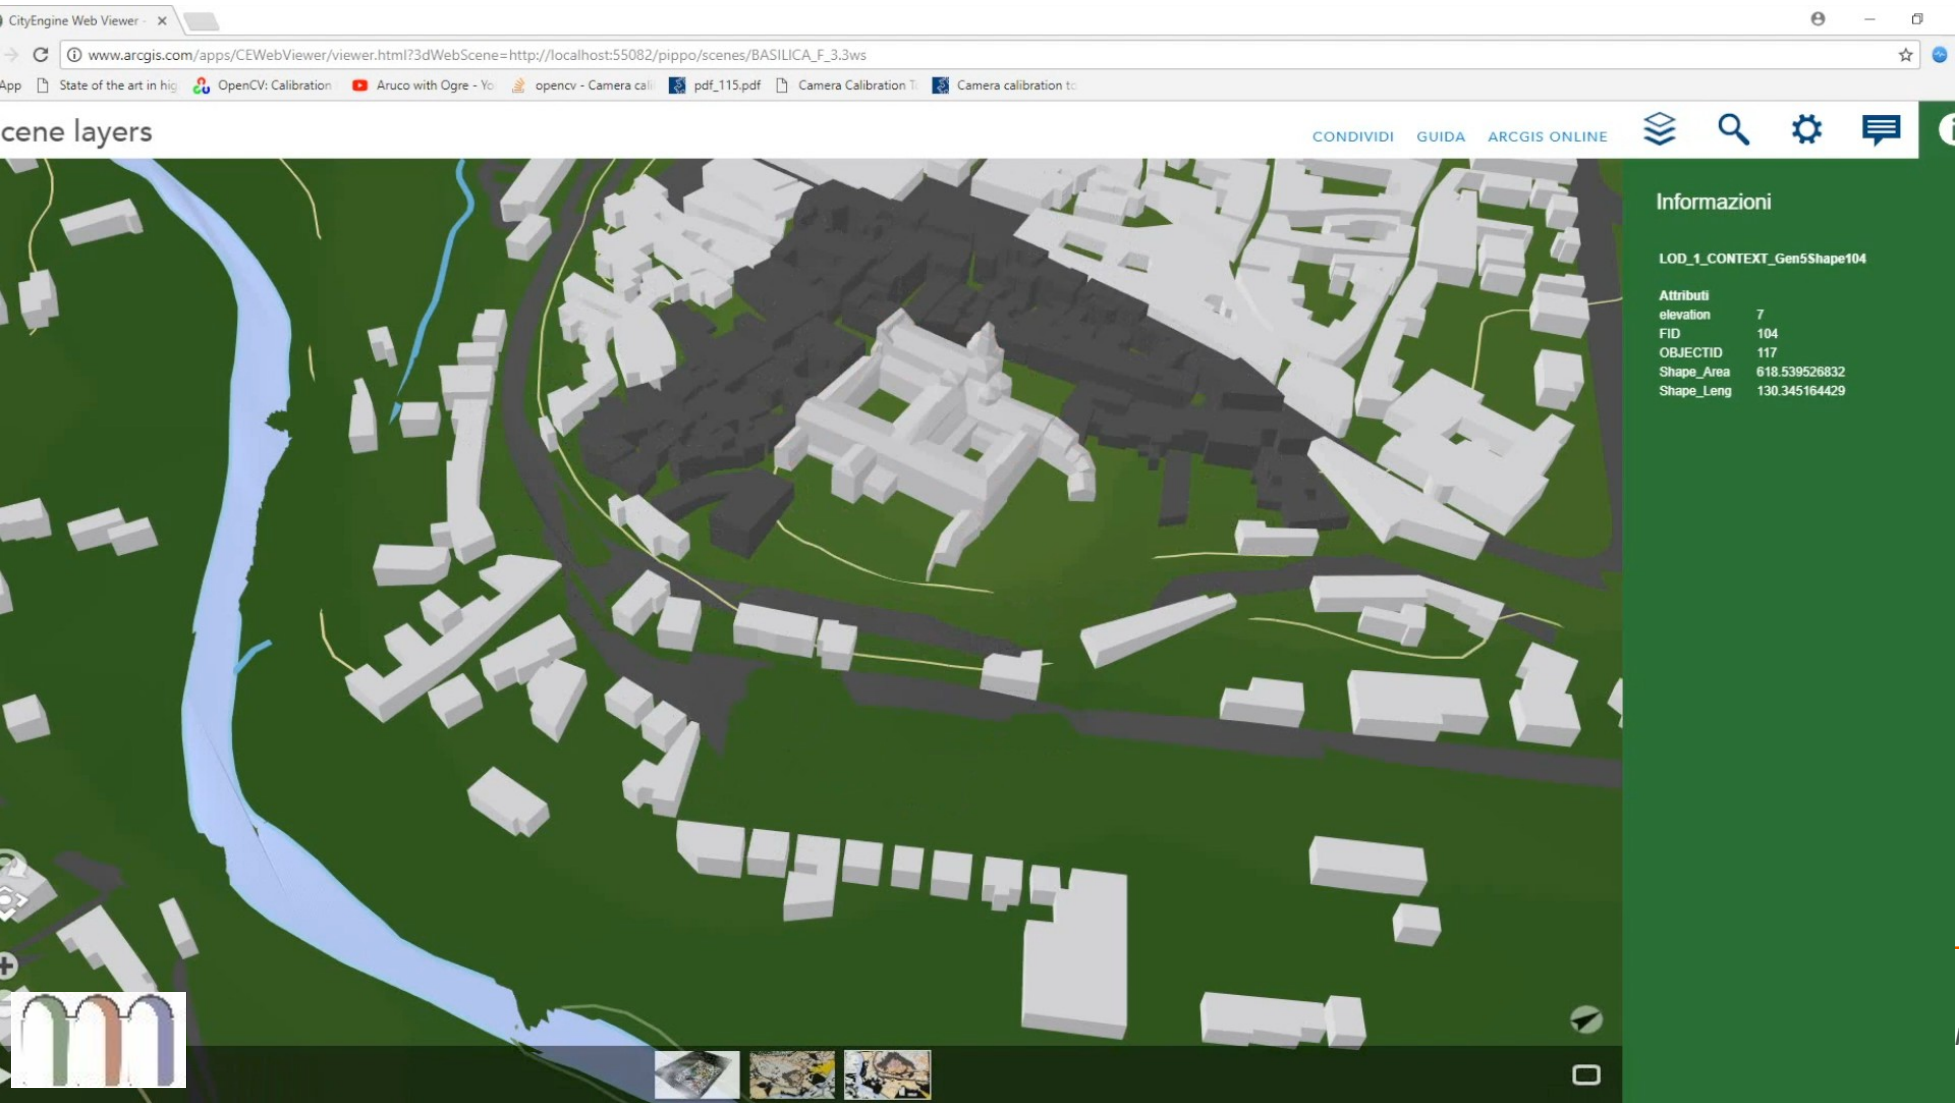 CityEngine Web Viewer -
www.arcgis.com/apps/CEWebViewer/viewer.html?3dWebScene=http://localhost:55082/pippo/scenes/BASILICA_F_3.3ws
App State of the art in hig OpenCV: Calibration Aruco with Ogre - Yo opencv - Camera cali pdf_115.pdf Camera Calibration T Camera calibration to
cene layers
CONDIVIDI GUIDA ARCGIS ONLINE
Informazioni
LOD_1_CONTEXT_Gen5Shape104
Attributi
elevation 7
FID 104
OBJECTID 117
Shape_Area 618.539526832
Shape_Leng 130.345164429